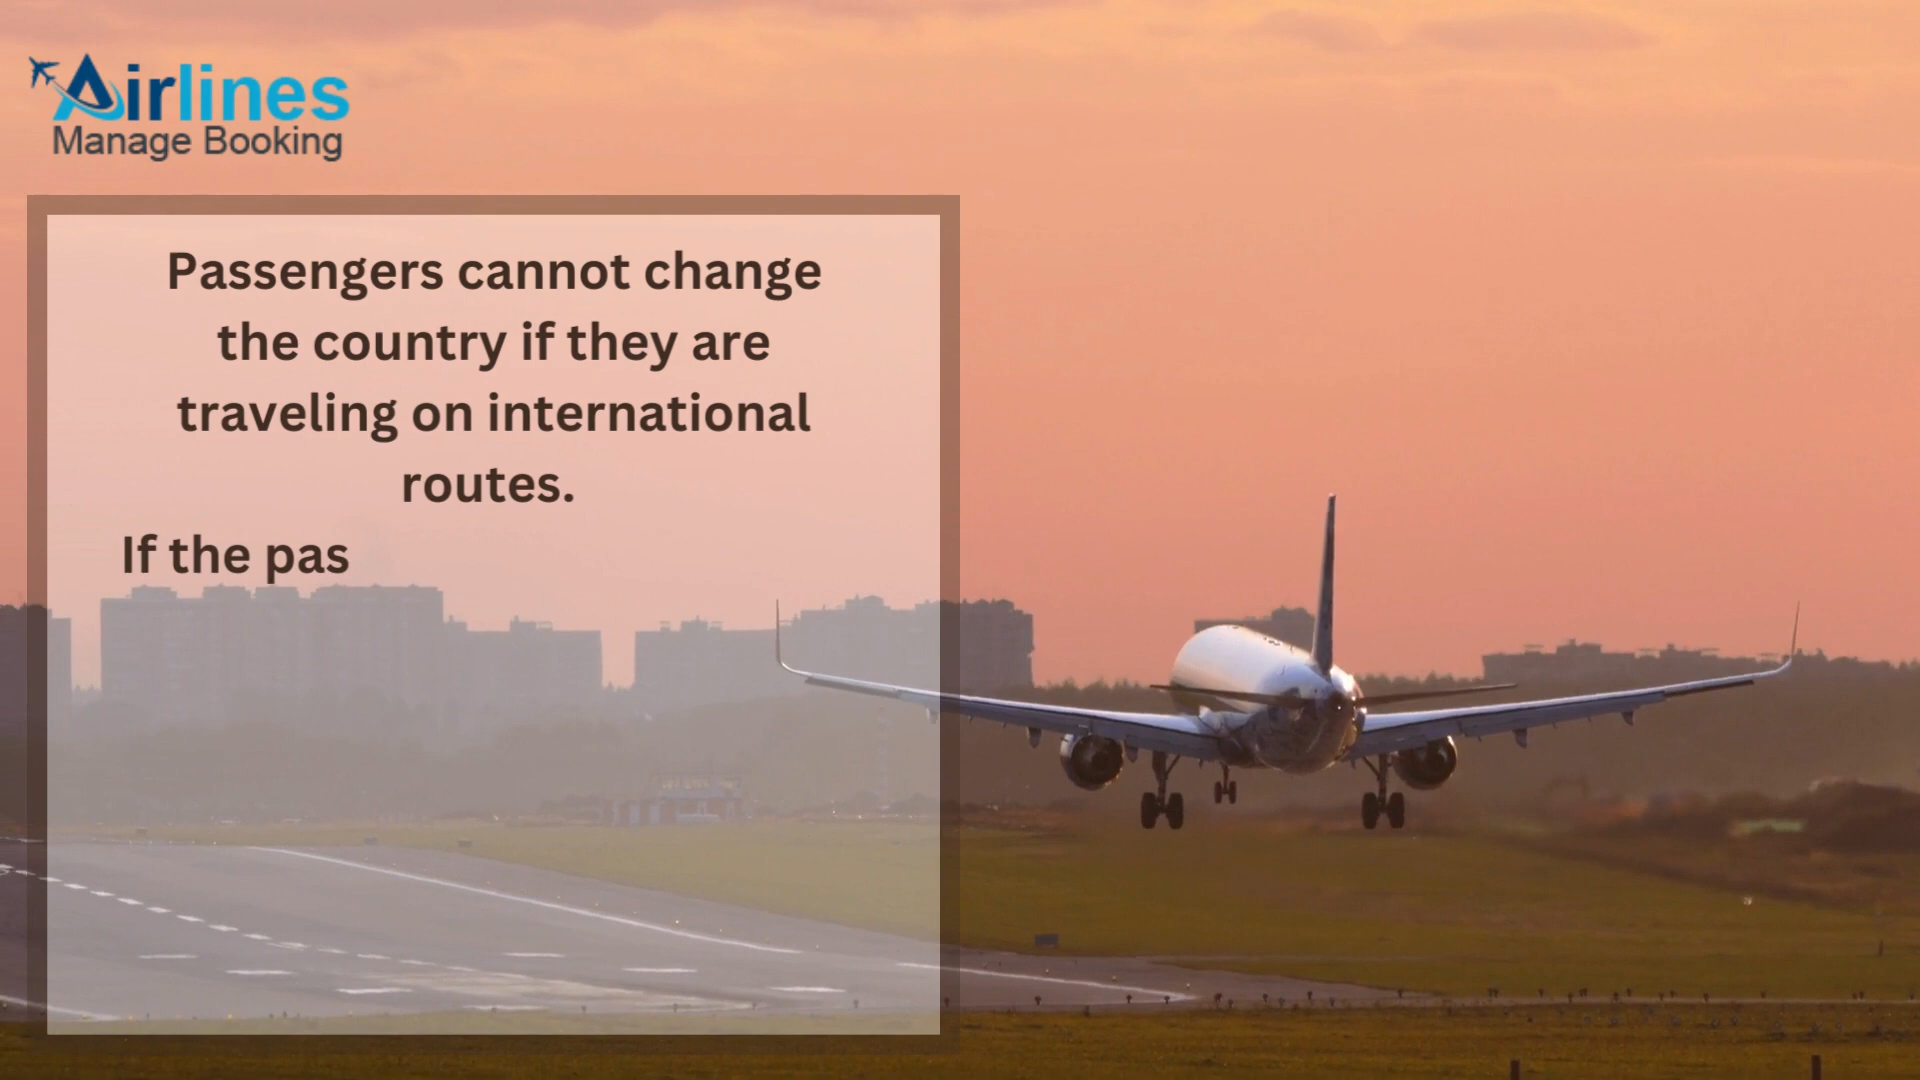 Airlines
Manage Booking
Passengers cannot change
the country if they are
traveling on international
routes.
If the pas